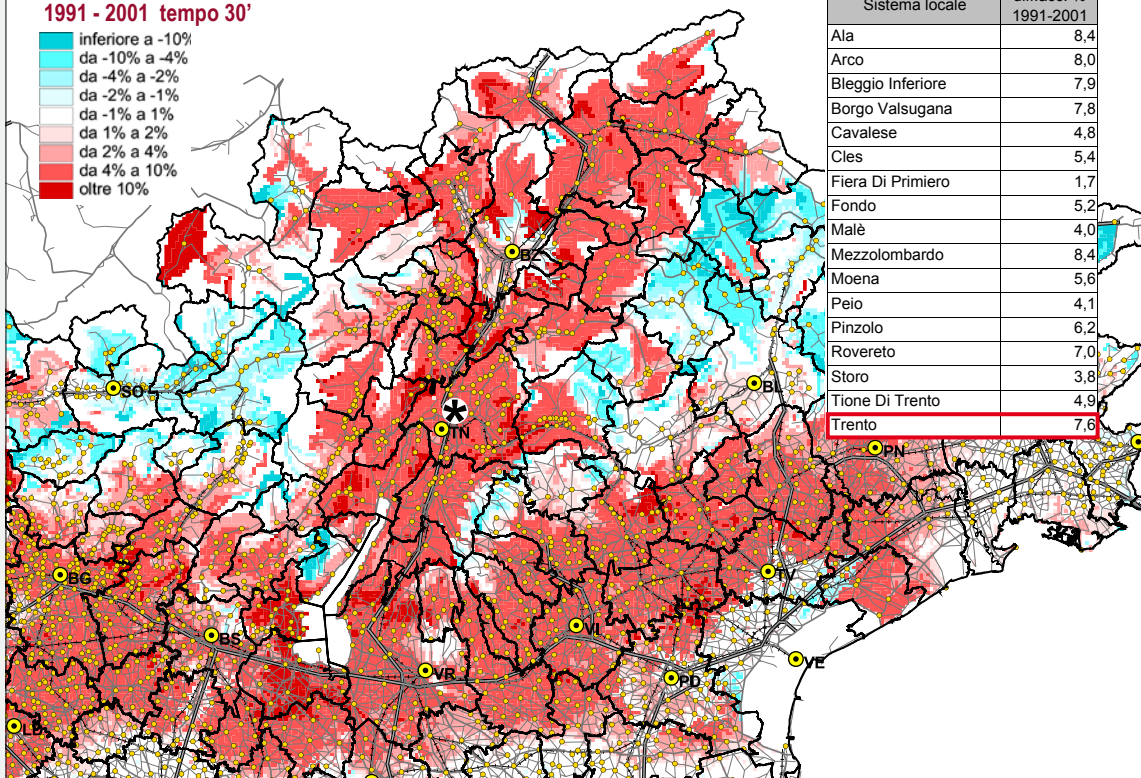 1991 - 2001 tempo 30’
inferiore a -10%
da -10% a -4%
da -4% a -2%
da -2% a -1%
da -1% a 1%
da 1% a 2%
da 2% a 4%
da 4% a 10%
oltre 10%
Sistema locale
1991-2001
Ala 8,4
Arco 8,0
Bleggio Inferiore 7,9
Borgo Valsugana 7,8
Cavalese 4,8
Cles 5,4
Fiera Di Primiero 1,7
Fondo 5,2
Malè 4,0
Mezzolombardo 8,4
Moena 5,6
Peio 4,1
Pinzolo 6,2
Rovereto 7,0
Storo 3,8
Tione Di Trento 4,9
Trento 7,6
BZ
SO
BL
TN
PN
BG
TV
BS
VI
VE
VR
PD